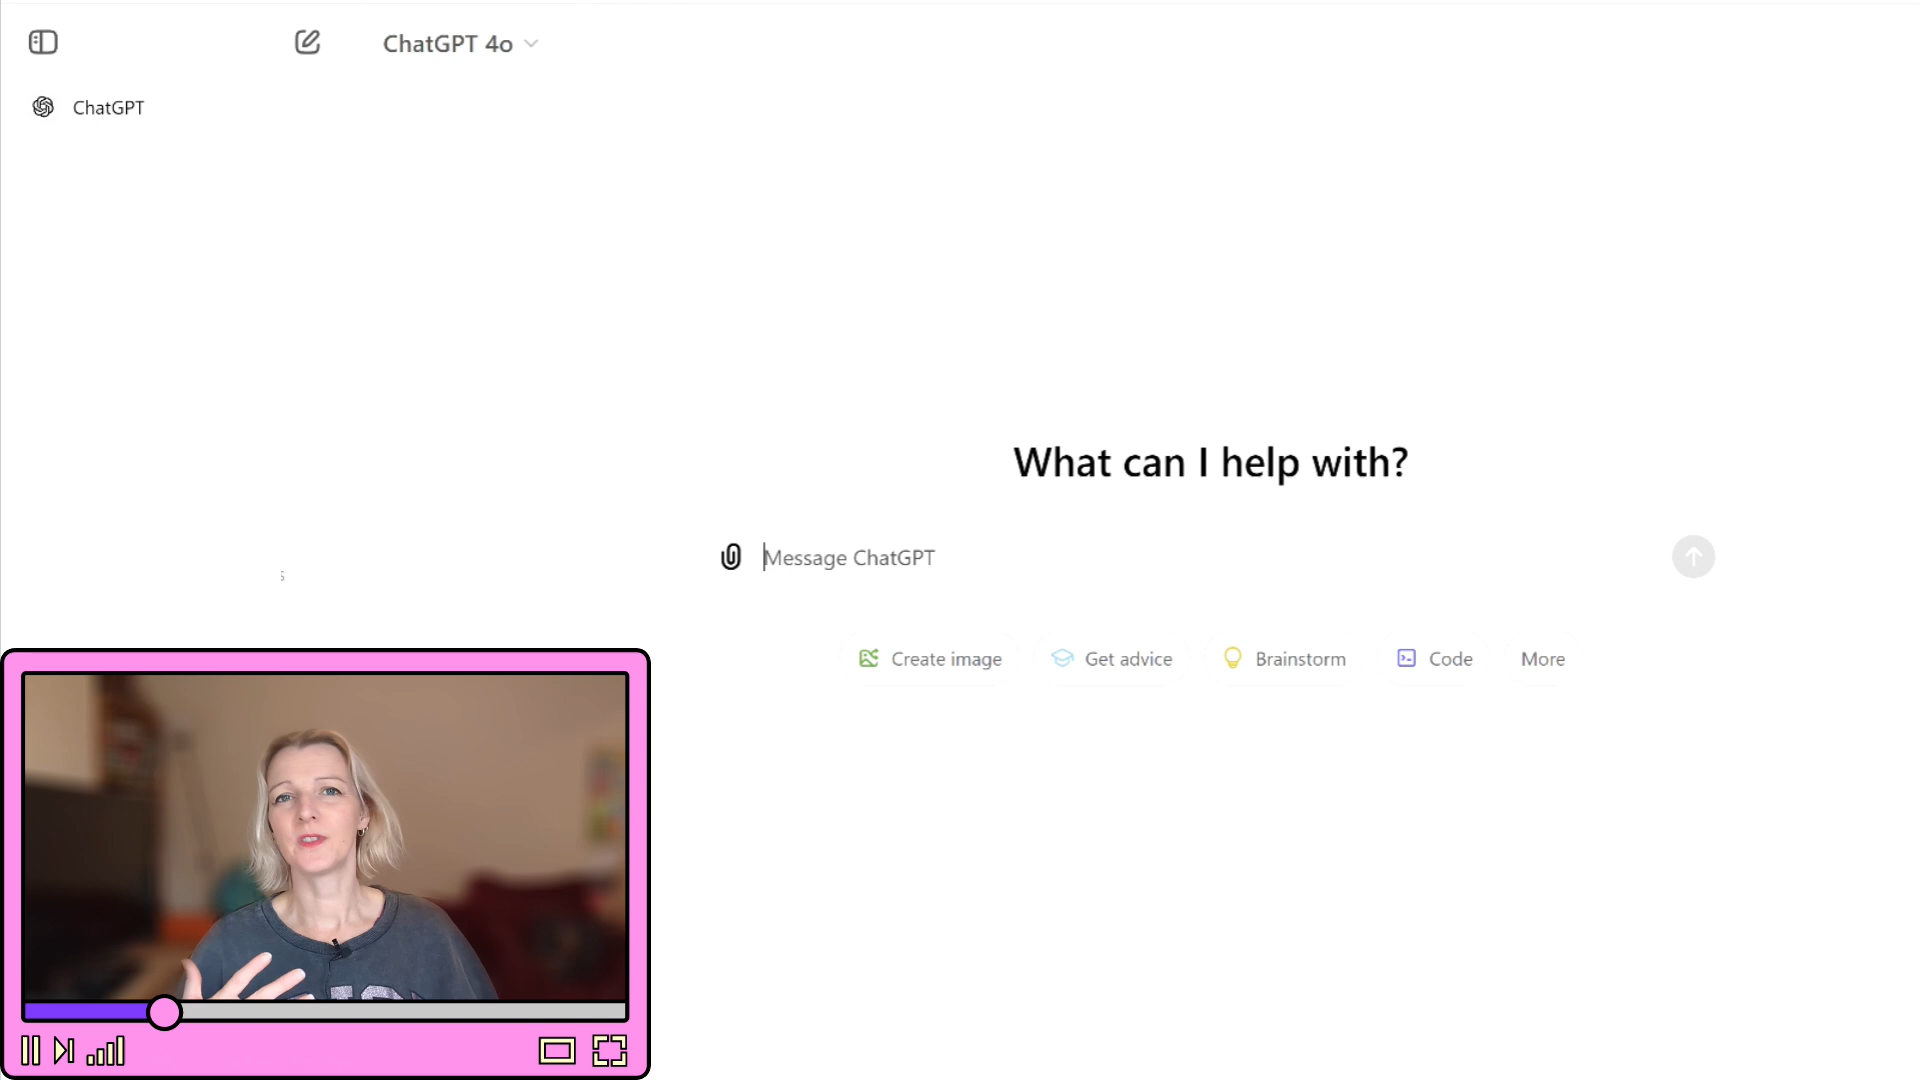 ChatGPT 4o
ChatGPT
What can I help with?
Message ChatGPT
s
Create image
Get advice
Brainstorm
Code
More